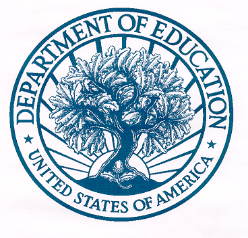 DEPARTMENT OF EDUCATION
★ UNITED STATES OF AMERICA ★